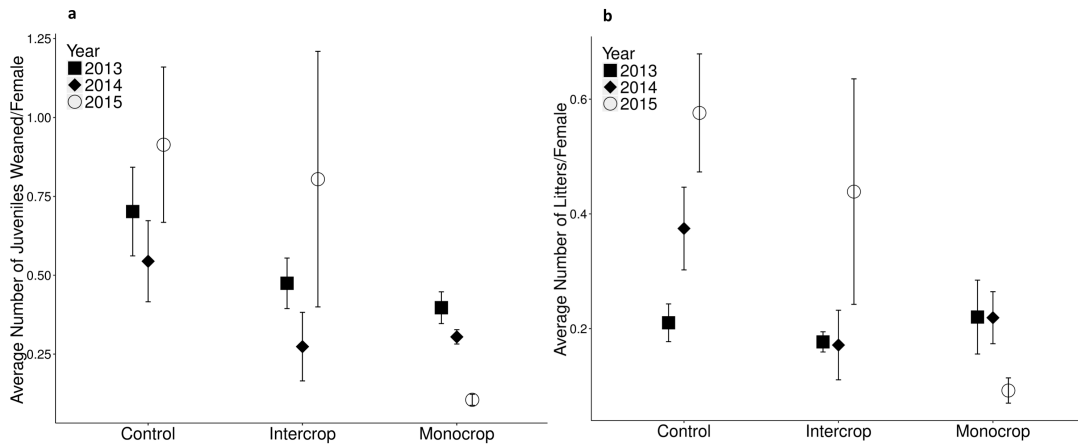 a
Average Number of Juveniles Weaned/Female
1.25
1.00
0.75
0.50
0.25
Year
2013
2014
2015
Control Intercrop Monocrop
b
Average Number of Litters/Female
0.6
0.4
0.2
Year
2013
2014
2015
Control Intercrop Monocrop